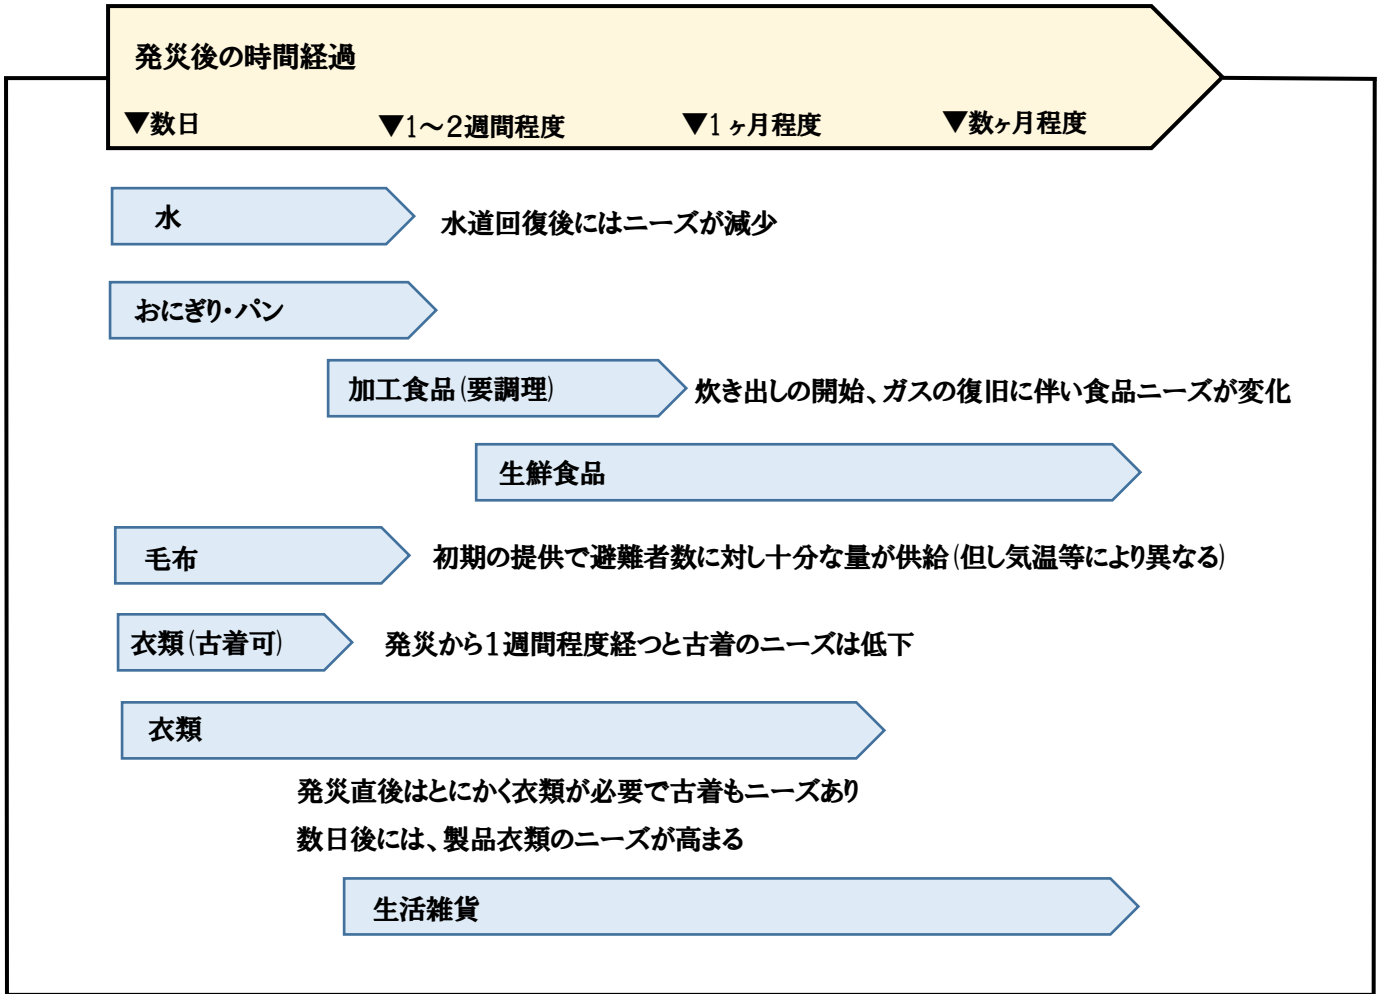 発災後の時間経過
▼数日 ▼1～2週間程度 ▼1ヶ月程度 ▼数ヶ月程度
水 水道回復後にはニーズが減少
おにぎり・パン
加工食品(要調理) 炊き出しの開始、ガスの復旧に伴い食品ニーズが変化
生鮮食品
毛布 初期の提供で避難者数に対し十分な量が供給(但し気温等により異なる)
衣類(古着可) 発災から1週間程度経つと古着のニーズは低下
衣類
発災直後はとにかく衣類が必要で古着もニーズあり
数日後には、製品衣類のニーズが高まる
生活雑貨